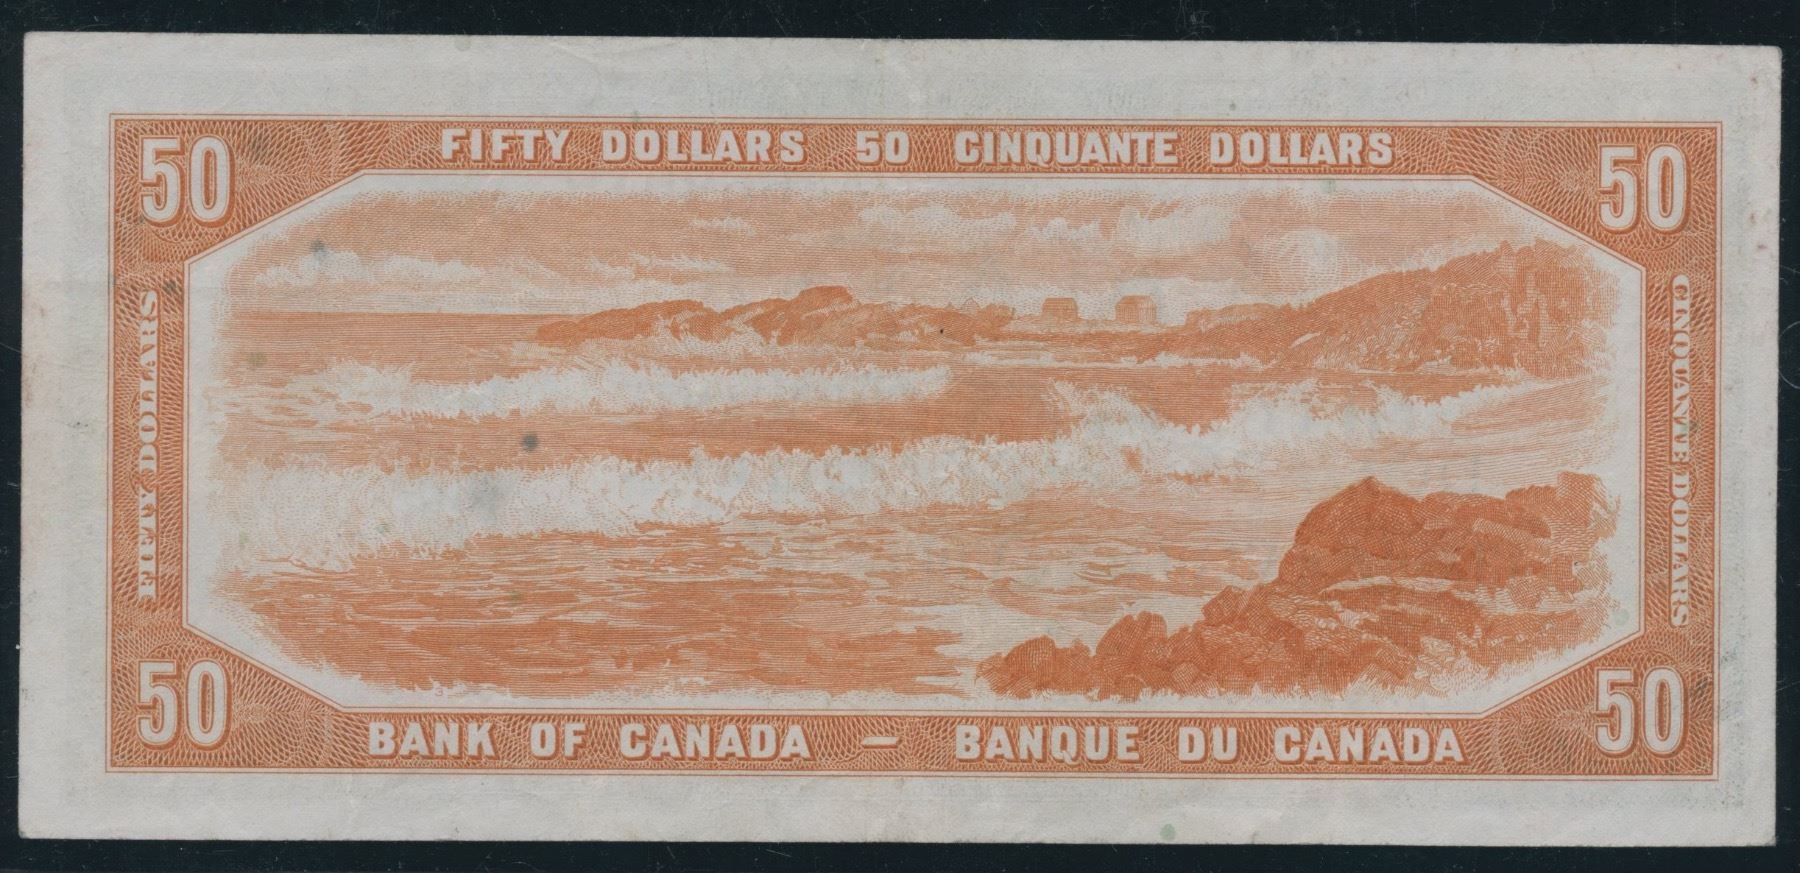 50 FIFTY DOLLARS 50 CINQUANTE DOLLARS 50
FIFTY DOLLARS
CINQUANTE DOLLARS
50 BANK OF CANADA – BANQUE DU CANADA 50